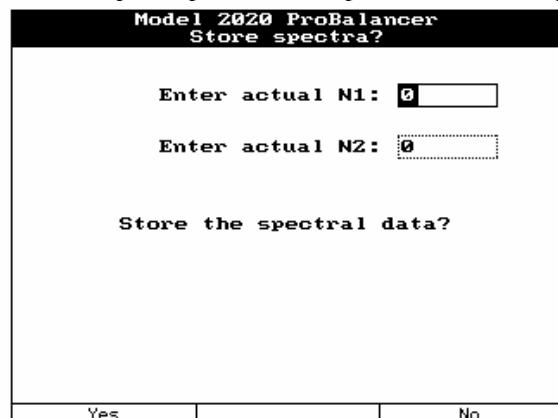 Model 2020 ProBalancer
Store spectra?
Enter actual N1: 0
Enter actual N2: 0
Store the spectral data?
Yes No